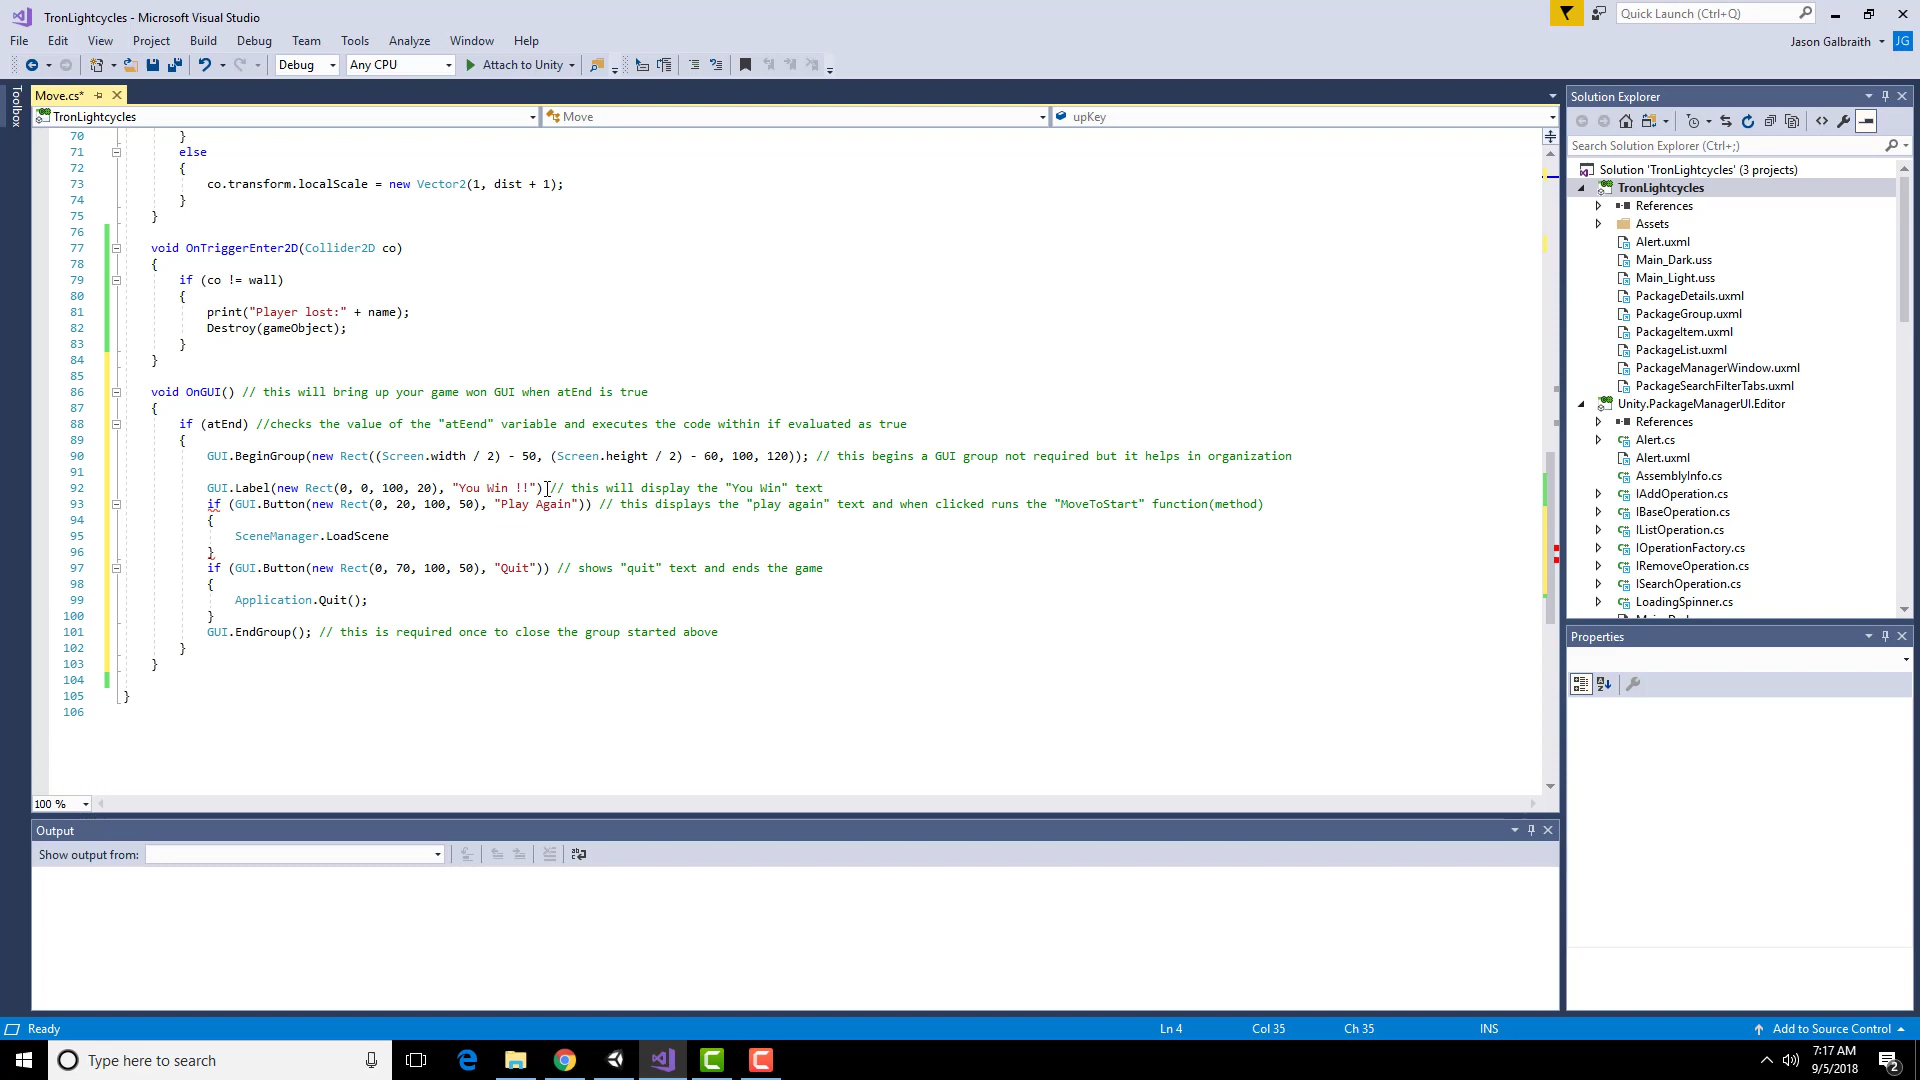 TronLightcycles - Microsoft Visual Studio
Quick Launch (Ctrl+Q)
File Edit View Project Build Debug Team Tools Analyze Window Help
Jason Galbraith JG
Debug Any CPU Attach to Unity
Toolbox
Move.cs*
TronLightcycles Move upKey
70 }
71 else
72 {
73 co.transform.localScale = new Vector2(1, dist + 1);
74 }
75 }
76
77 void OnTriggerEnter2D(Collider2D co)
78 {
79 if (co != wall)
80 {
81 print("Player lost:" + name);
82 Destroy(gameObject);
83 }
84 }
85
86 void OnGUI() // this will bring up your game won GUI when atEnd is true
87 {
88 if (atEnd) //checks the value of the "atEend" variable and executes the code within if evaluated as true
89 {
90 GUI.BeginGroup(new Rect((Screen.width / 2) - 50, (Screen.height / 2) - 60, 100, 120)); // this begins a GUI group not required but it helps in organization
91
92 GUI.Label(new Rect(0, 0, 100, 20), "You Win !!") // this will display the "You Win" text
93 if (GUI.Button(new Rect(0, 20, 100, 50), "Play Again")) // this displays the "play again" text and when clicked runs the "MoveToStart" function(method)
94 {
95 SceneManager.LoadScene
96 }
97 if (GUI.Button(new Rect(0, 70, 100, 50), "Quit")) // shows "quit" text and ends the game
98 {
99 Application.Quit();
100 }
101 GUI.EndGroup(); // this is required once to close the group started above
102 }
103 }
104
105 }
106
100 %
Output
Show output from:
Solution Explorer
Search Solution Explorer (Ctrl+;)
Solution 'TronLightcycles' (3 projects)
TronLightcycles
References
Assets
Alert.uxml
Main_Dark.uss
Main_Light.uss
PackageDetails.uxml
PackageGroup.uxml
PackageItem.uxml
PackageList.uxml
PackageManagerWindow.uxml
PackageSearchFilterTabs.uxml
Unity.PackageManagerUI.Editor
References
Alert.cs
Alert.uxml
AssemblyInfo.cs
IAddOperation.cs
IBaseOperation.cs
IListOperation.cs
IOperationFactory.cs
IRemoveOperation.cs
ISearchOperation.cs
LoadingSpinner.cs
Properties
Ready Ln 4 Col 35 Ch 35 INS Add to Source Control
Type here to search
7:17 AM
9/5/2018
2